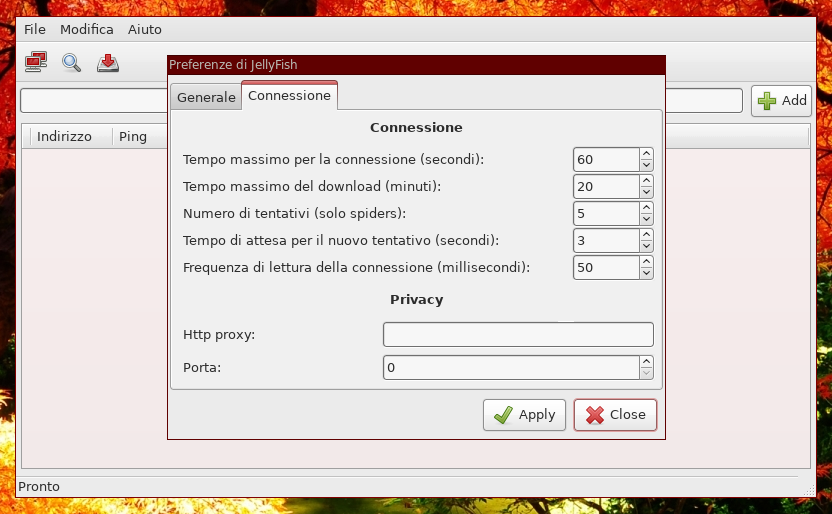 File Modifica Aiuto
Preferenze di JellyFish
Generale Connessione
Add
Indirizzo Ping
Connessione
Tempo massimo per la connessione (secondi): 60
Tempo massimo del download (minuti): 20
Numero di tentativi (solo spiders): 5
Tempo di attesa per il nuovo tentativo (secondi): 3
Frequenza di lettura della connessione (millisecondi): 50
Privacy
Http proxy:
Porta: 0
Apply Close
Pronto